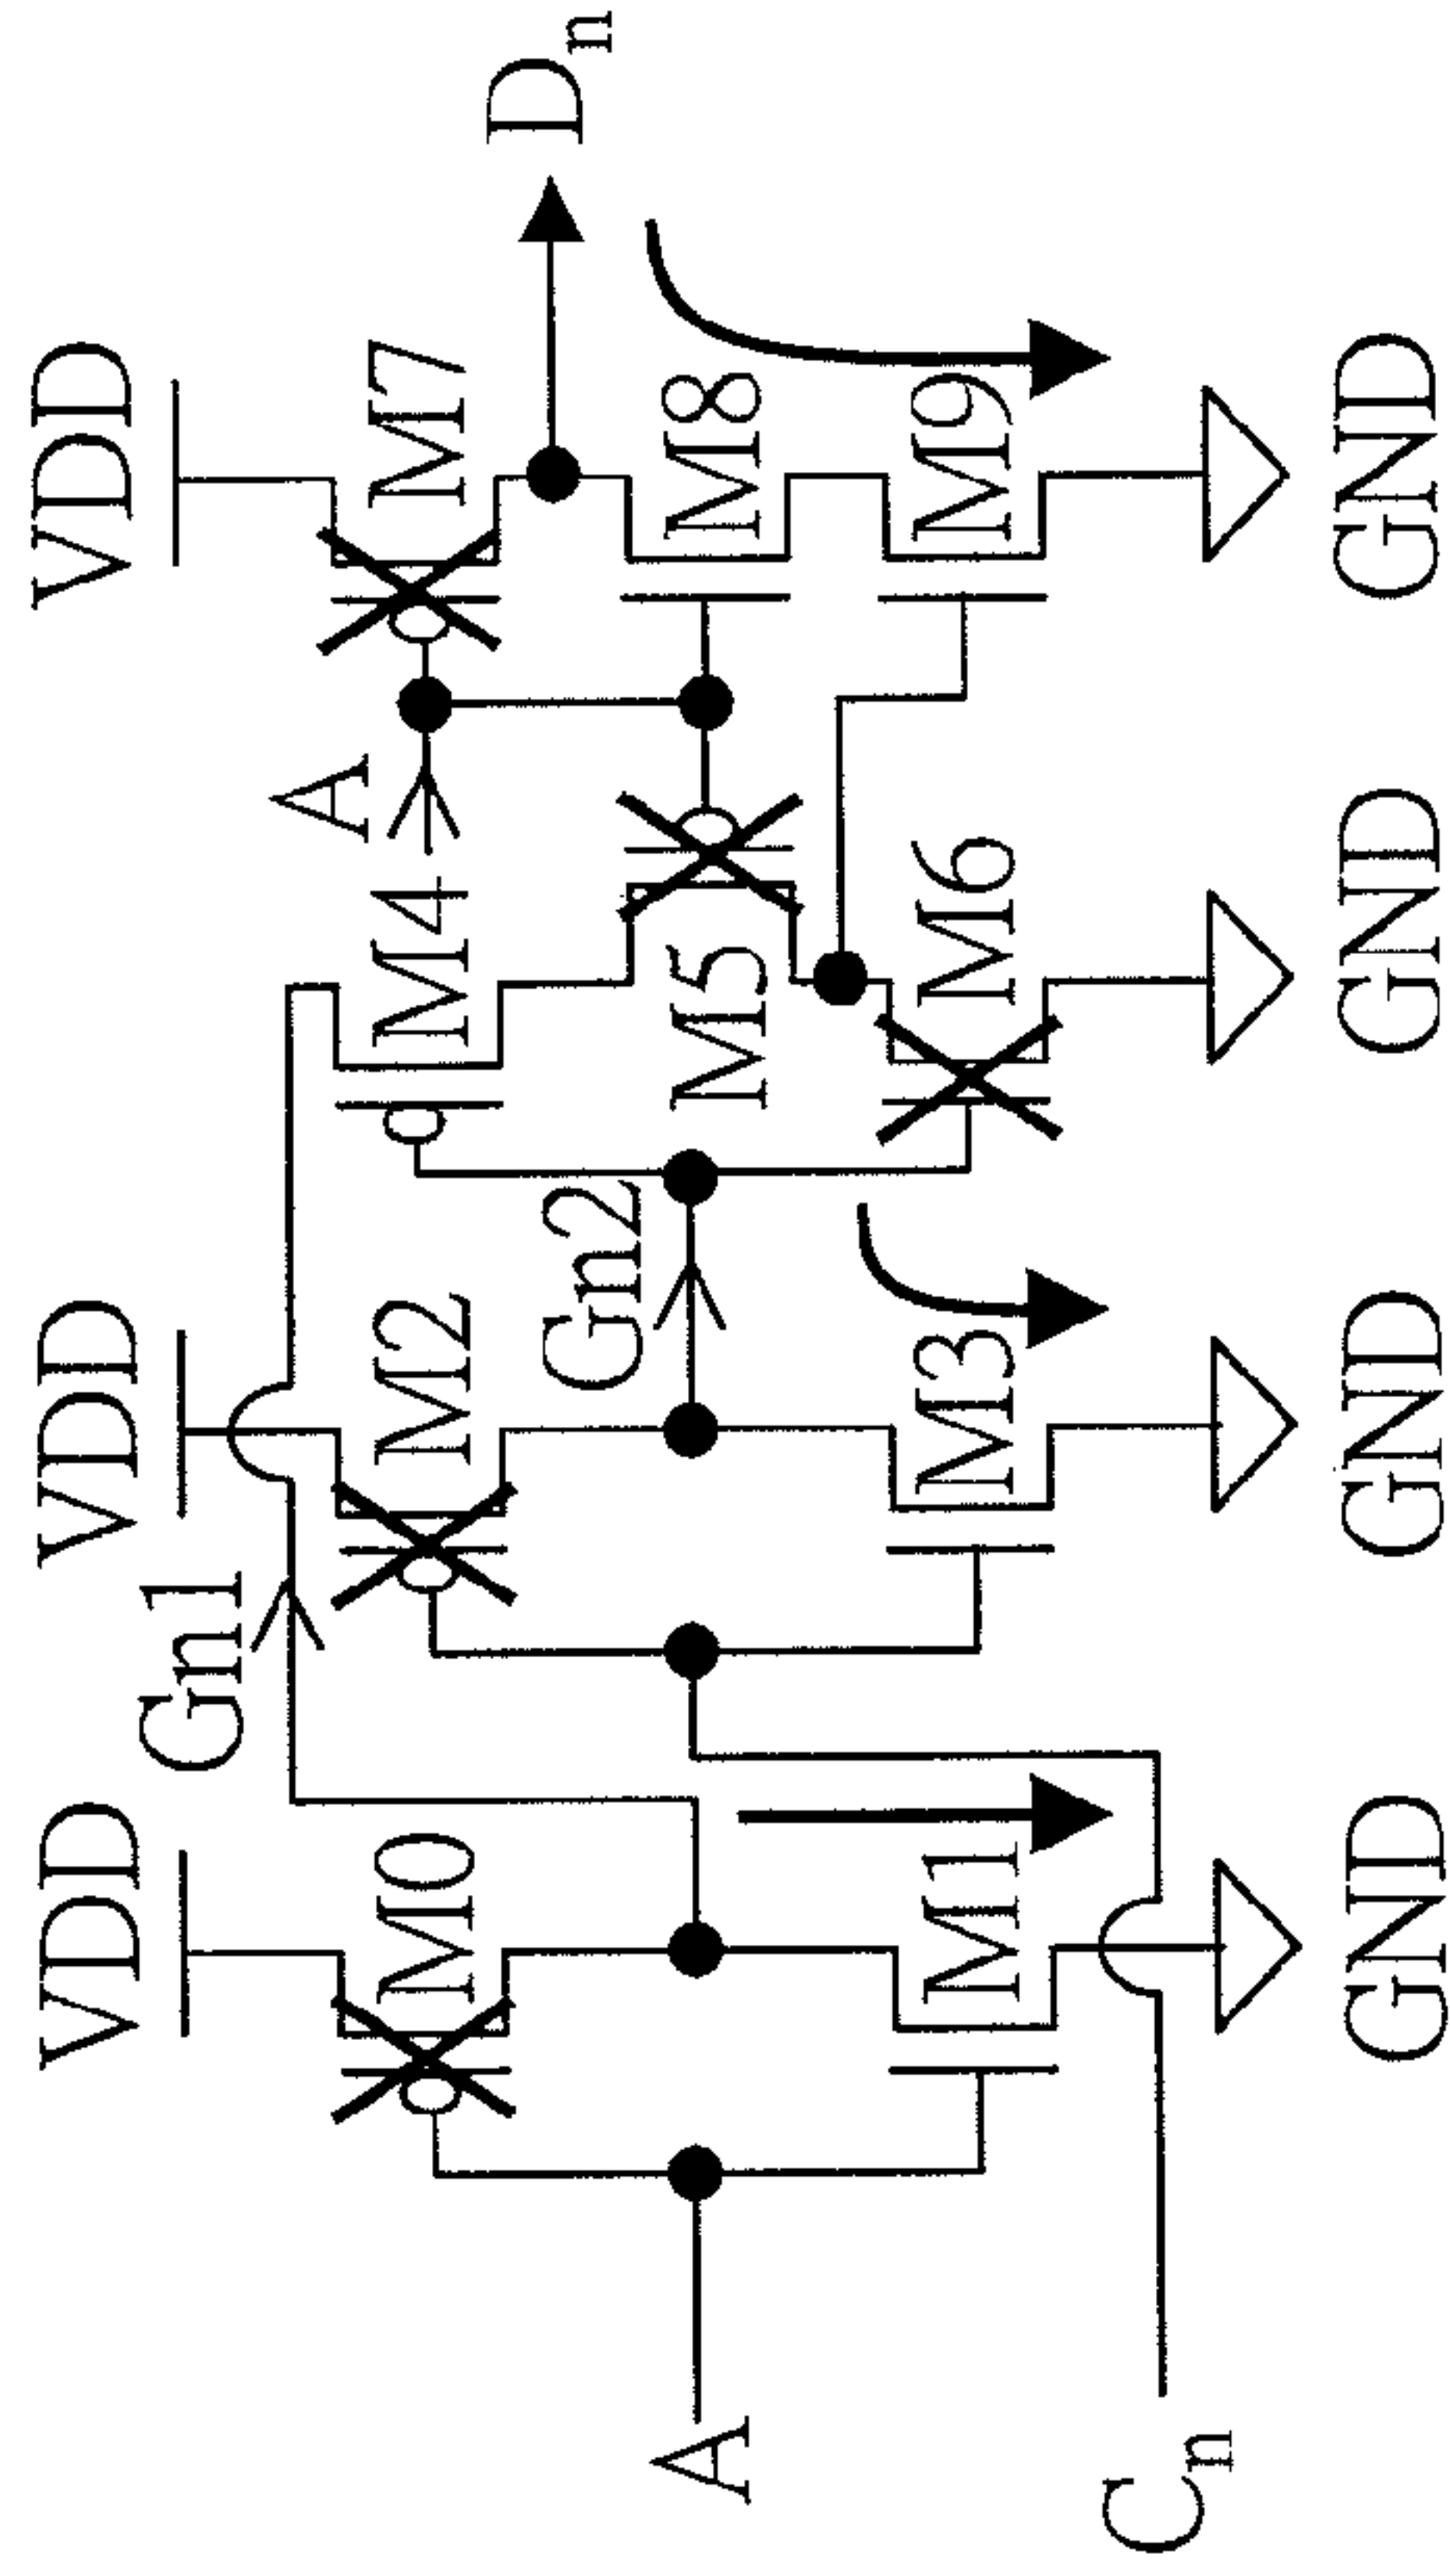 VDD VDD VDD
Gn1
A
M0 M2 M4 M7
Dn
Gn2
A
M5 M8
M1 M3 M6 M9
Cn
GND GND GND GND